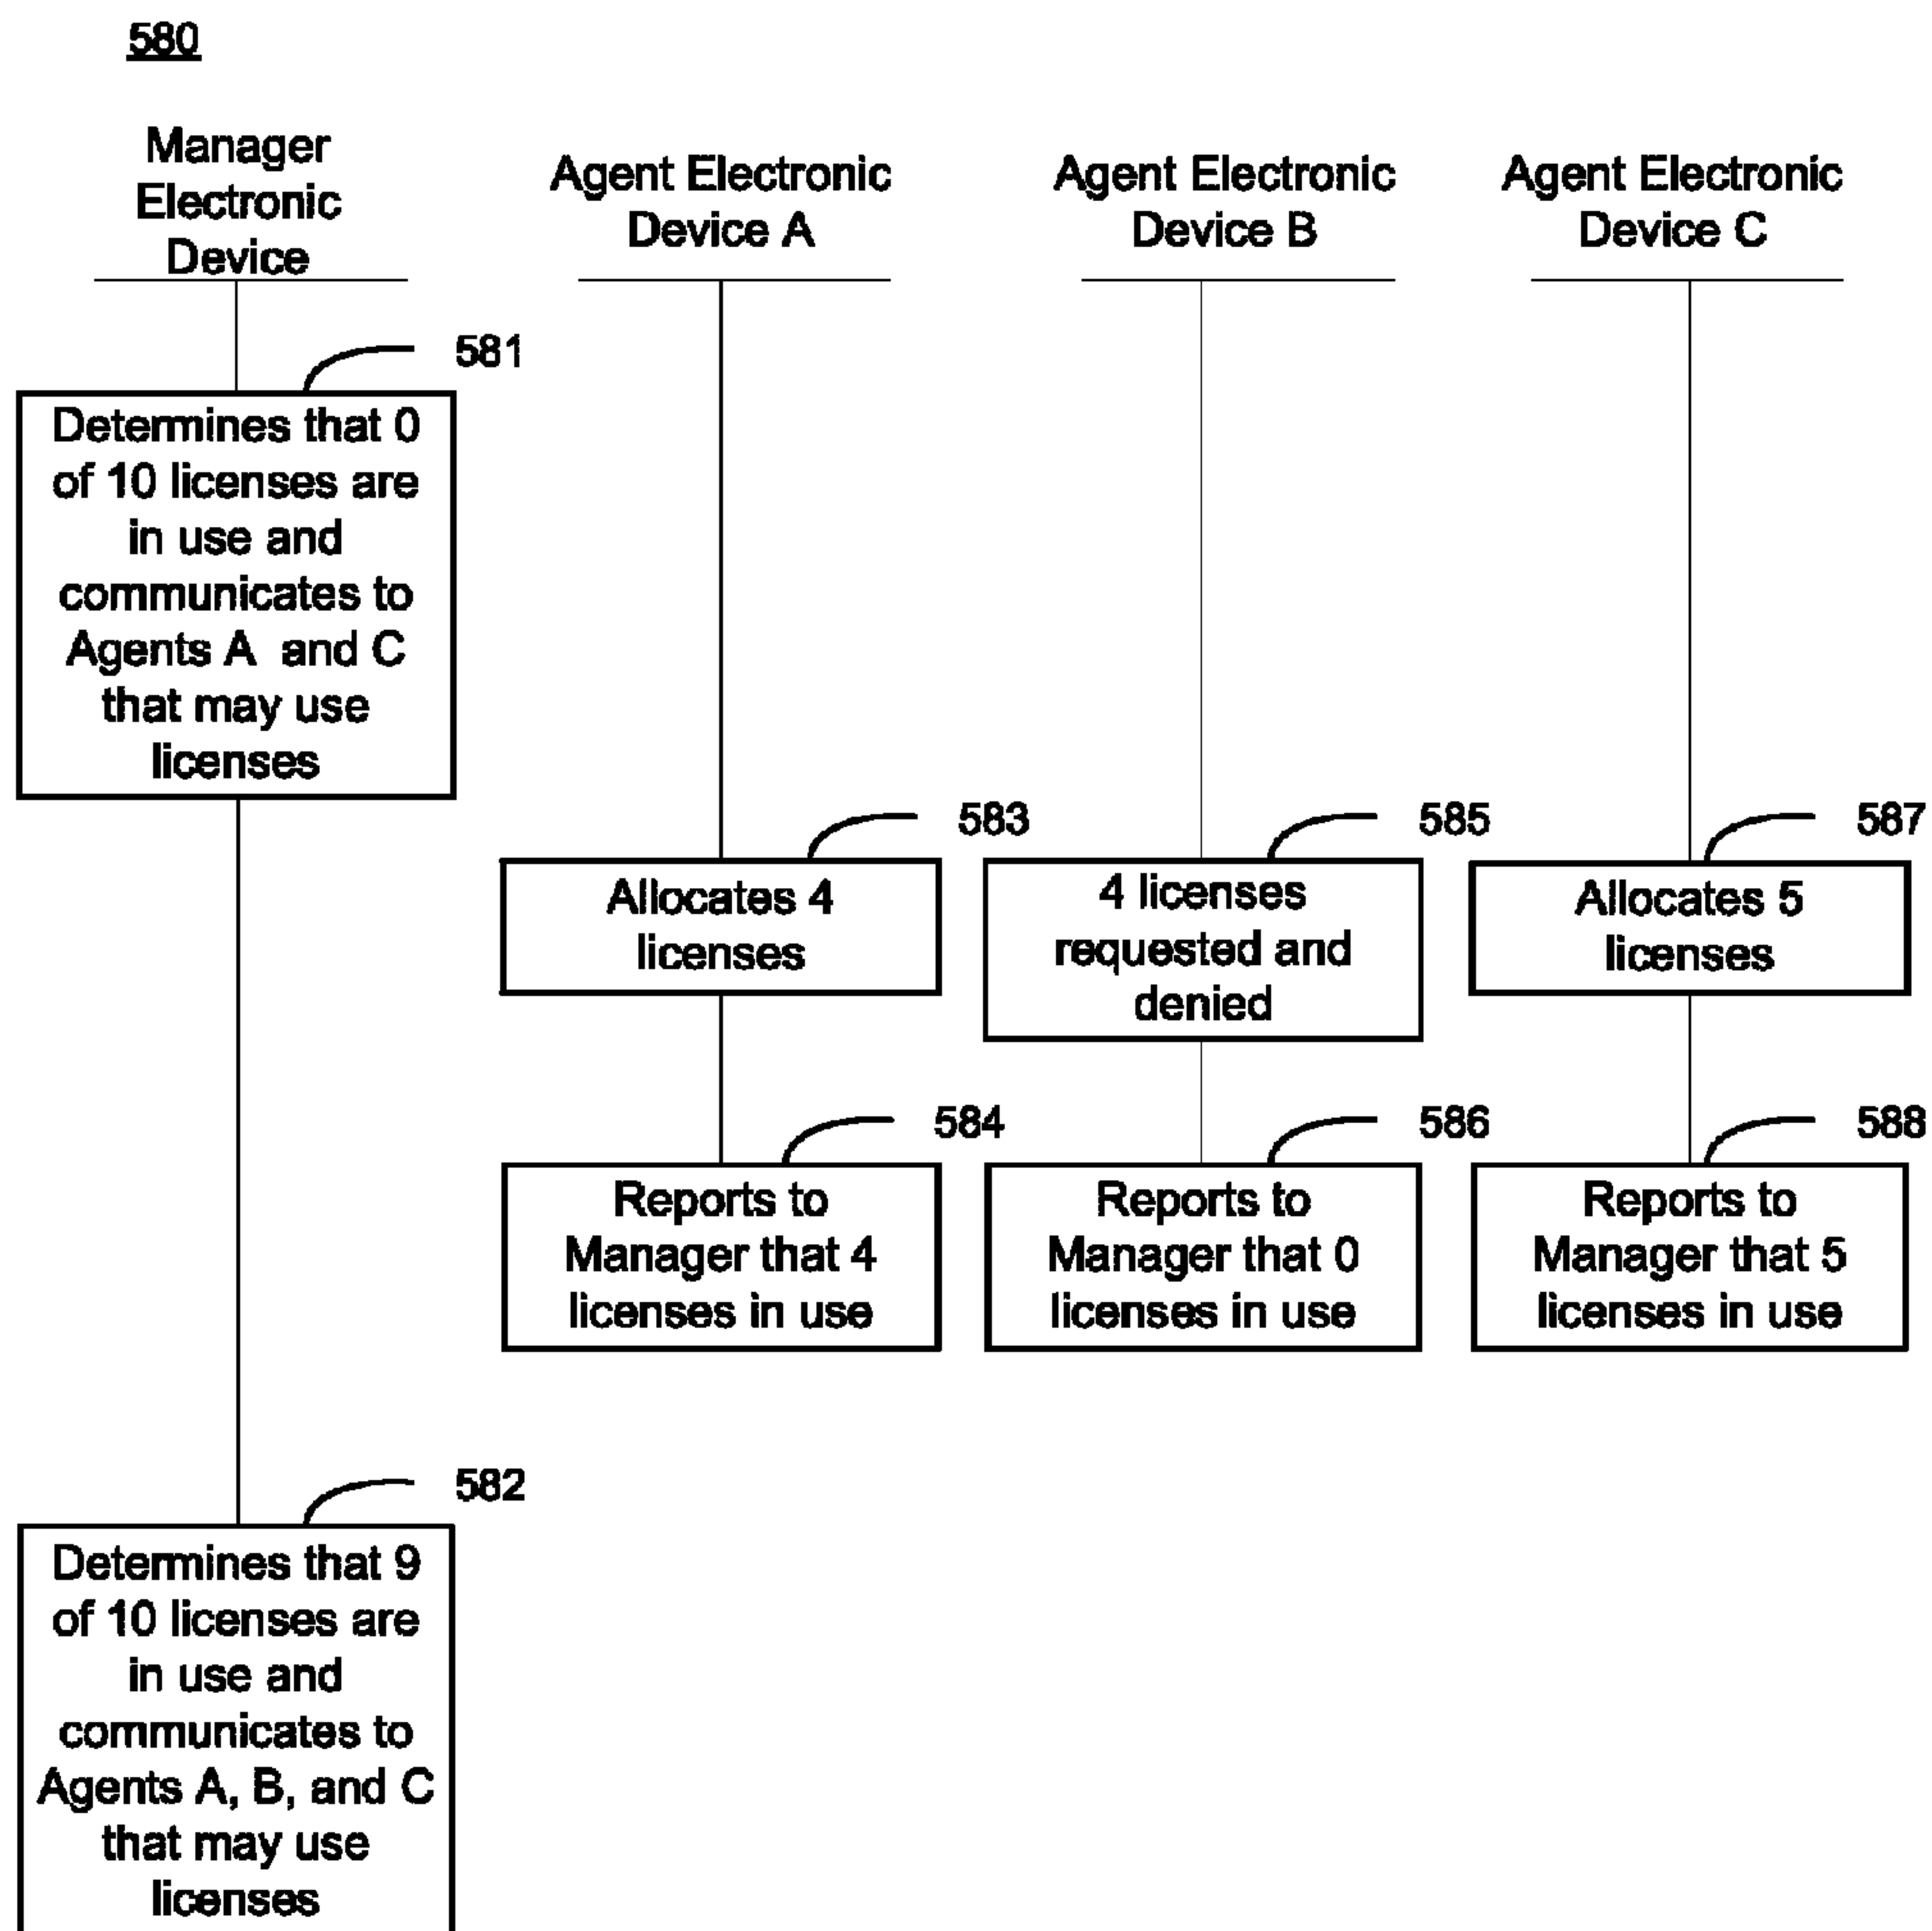 580
Manager
Electronic
Device
Agent Electronic
Device A
Agent Electronic
Device B
Agent Electronic
Device C
581
Determines that 0
of 10 licenses are
in use and
communicates to
Agents A and C
that may use
licenses
583
Allocates 4
licenses
585
4 licenses
requested and
denied
587
Allocates 5
licenses
584
Reports to
Manager that 4
licenses in use
586
Reports to
Manager that 0
licenses in use
588
Reports to
Manager that 5
licenses in use
582
Determines that 9
of 10 licenses are
in use and
communicates to
Agents A, B, and C
that may use
licenses